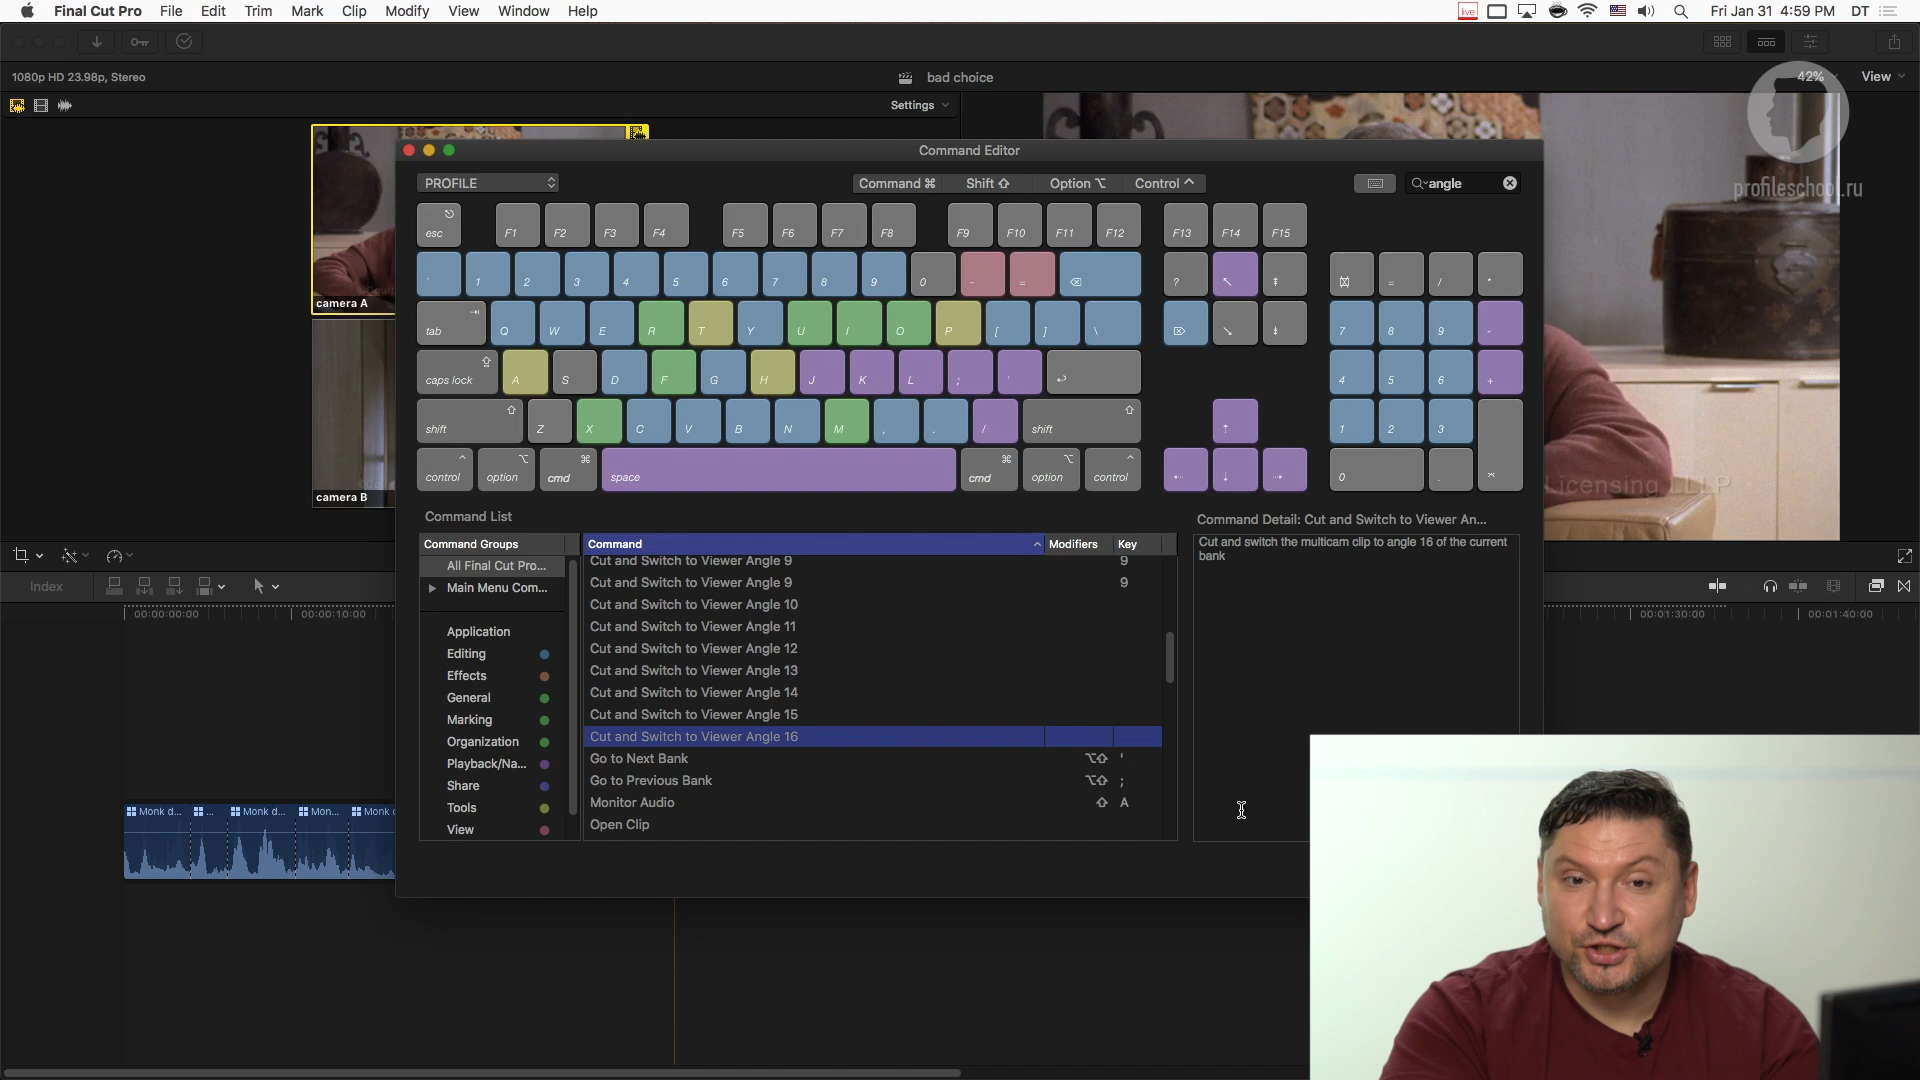 Final Cut Pro File Edit Trim Mark Clip Modify View Window Help live Fri Jan 31 4:59 PM DT
1080p HD 23.98p, Stereo bad choice 42% View
Settings
profileschool.ru
camera A
camera B
Command Editor
PROFILE Command ⌘ Shift ⇧ Option ⌥ Control ^ angle
esc F1 F2 F3 F4 F5 F6 F7 F8 F9 F10 F11 F12 F13 F14 F15
` 1 2 3 4 5 6 7 8 9 0 - = ⌫ ? ↖ ⇞ = / *
tab Q W E R T Y U I O P [ ] \ ⌦ ↘ ⇟ 7 8 9 -
caps lock A S D F G H J K L ; ' ↩ 4 5 6 +
shift Z X C V B N M , . / shift ↑ 1 2 3
control option cmd space cmd option control ← ↓ → 0 . ⌤
Command List
Command Groups Command Modifiers Key
All Final Cut Pro...
Main Menu Com...
Application
Editing
Effects
General
Marking
Organization
Playback/Na...
Share
Tools
View
Cut and Switch to Viewer Angle 9 9
Cut and Switch to Viewer Angle 9 9
Cut and Switch to Viewer Angle 10
Cut and Switch to Viewer Angle 11
Cut and Switch to Viewer Angle 12
Cut and Switch to Viewer Angle 13
Cut and Switch to Viewer Angle 14
Cut and Switch to Viewer Angle 15
Cut and Switch to Viewer Angle 16
Go to Next Bank ⌥⇧ '
Go to Previous Bank ⌥⇧ ;
Monitor Audio ⇧ A
Open Clip
Command Detail: Cut and Switch to Viewer An...
Cut and switch the multicam clip to angle 16 of the current
bank
Licensing, LLP
Index
00:00:00:00 00:00:10:00 00:01:30:00 00:01:40:00
Monk d... ... Monk d... Mon... Monk